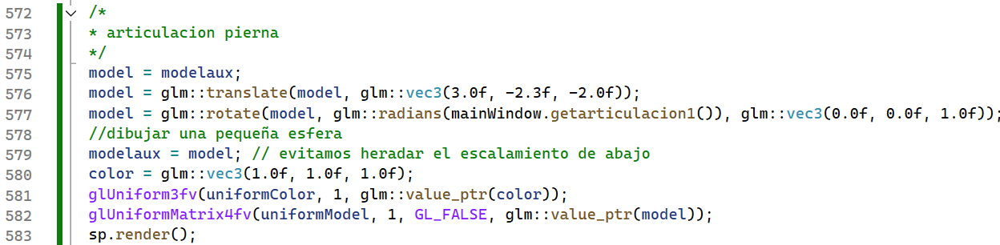 572 /*
573 * articulacion pierna
574 */
575 model = modelaux;
576 model = glm::translate(model, glm::vec3(3.0f, -2.3f, -2.0f));
577 model = glm::rotate(model, glm::radians(mainWindow.getarticulacion1()), glm::vec3(0.0f, 0.0f, 1.0f));
578 //dibujar una pequeña esfera
579 modelaux = model; // evitamos heradar el escalamiento de abajo
580 color = glm::vec3(1.0f, 1.0f, 1.0f);
581 glUniform3fv(uniformColor, 1, glm::value_ptr(color));
582 glUniformMatrix4fv(uniformModel, 1, GL_FALSE, glm::value_ptr(model));
583 sp.render();